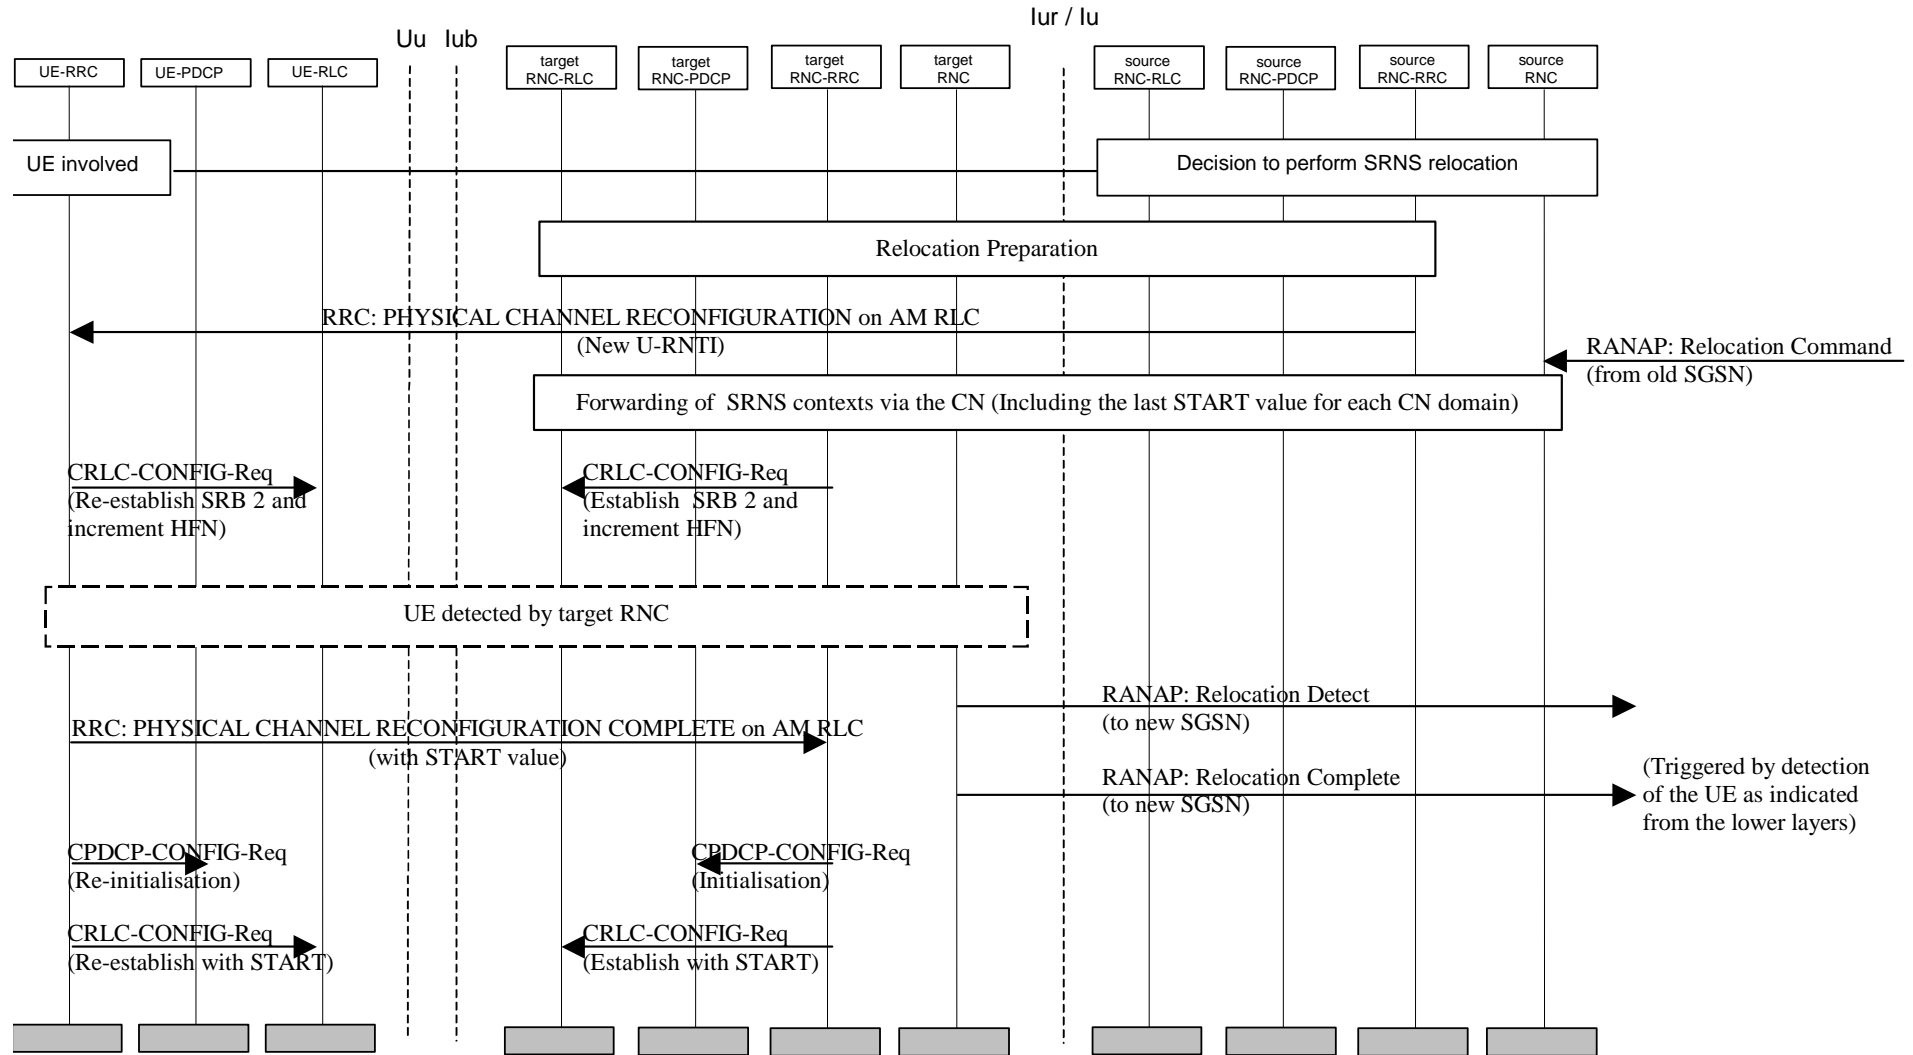 Iur / Iu
Uu
Iub
UE-RRC
UE-PDCP
UE-RLC
target
RNC-RLC
target
RNC-PDCP
target
RNC-RRC
target
RNC
source
RNC-RLC
source
RNC-PDCP
source
RNC-RRC
source
RNC
UE involved
Decision to perform SRNS relocation
Relocation Preparation
RRC: PHYSICAL CHANNEL RECONFIGURATION on AM RLC
(New U-RNTI)
RANAP: Relocation Command
(from old SGSN)
Forwarding of SRNS contexts via the CN (Including the last START value for each CN domain)
CRLC-CONFIG-Req
(Re-establish SRB 2 and
increment HFN)
CRLC-CONFIG-Req
(Establish SRB 2 and
increment HFN)
UE detected by target RNC
RANAP: Relocation Detect
(to new SGSN)
RRC: PHYSICAL CHANNEL RECONFIGURATION COMPLETE on AM RLC
(with START value)
RANAP: Relocation Complete
(to new SGSN)
(Triggered by detection
of the UE as indicated
from the lower layers)
CPDCP-CONFIG-Req
(Re-initialisation)
CPDCP-CONFIG-Req
(Initialisation)
CRLC-CONFIG-Req
(Re-establish with START)
CRLC-CONFIG-Req
(Establish with START)